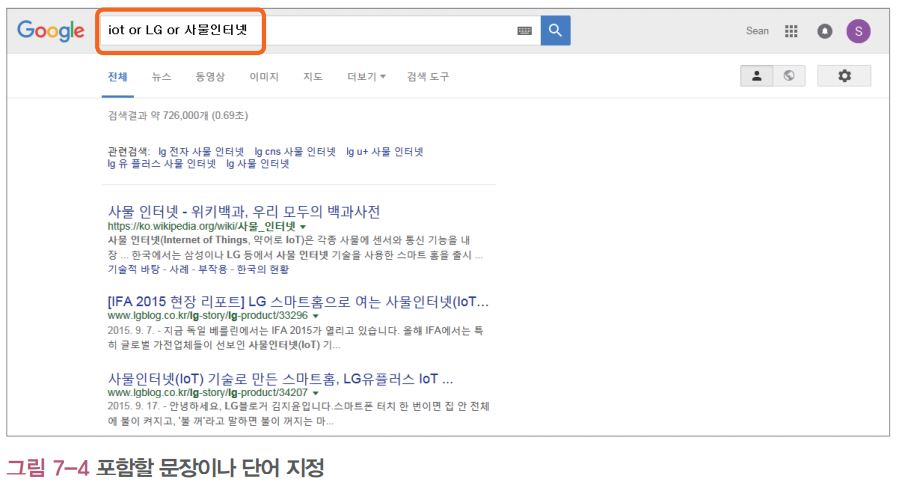 Google iot or LG or 사물인터넷 Sean S
전체 뉴스 동영상 이미지 지도 더보기 검색 도구
검색결과 약 726,000개 (0.69초)
관련검색: lg 전자 사물 인터넷 lg cns 사물 인터넷 lg u+ 사물 인터넷
lg 유 플러스 사물 인터넷 lg 사물 인터넷
사물 인터넷 - 위키백과, 우리 모두의 백과사전
https://ko.wikipedia.org/wiki/사물_인터넷
사물 인터넷(Internet of Things, 약어로 IoT)은 각종 사물에 센서와 통신 기능을 내
장 ... 한국에서는 삼성이나 LG 등에서 사물 인터넷 기술을 사용한 스마트 홈을 출시 ...
기술적 바탕 - 사례 - 부작용 - 한국의 현황
[IFA 2015 현장 리포트] LG 스마트홈으로 여는 사물인터넷(IoT...
www.lgblog.co.kr/lg-story/lg-product/33296
2015. 9. 7. - 지금 독일 베를린에서는 IFA 2015가 열리고 있습니다. 올해 IFA에서는 특
히 글로벌 가전업체들이 선보인 사물인터넷(IoT) 기...
사물인터넷(IoT) 기술로 만든 스마트홈, LG유플러스 IoT ...
www.lgblog.co.kr/lg-story/lg-product/34207
2015. 9. 17. - 안녕하세요, LG블로거 김지윤입니다.스마트폰 터치 한 번이면 집 안 전체
에 불이 켜지고, '불 꺼'라고 말하면 불이 꺼지는 마...
그림 7-4 포함할 문장이나 단어 지정